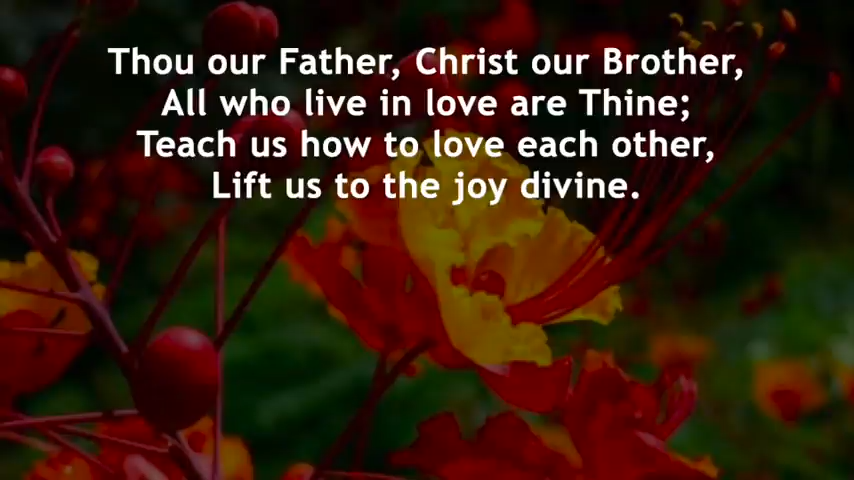 Thou our Father, Christ our Brother,
All who live in love are Thine;
Teach us how to love each other,
Lift us to the joy divine.